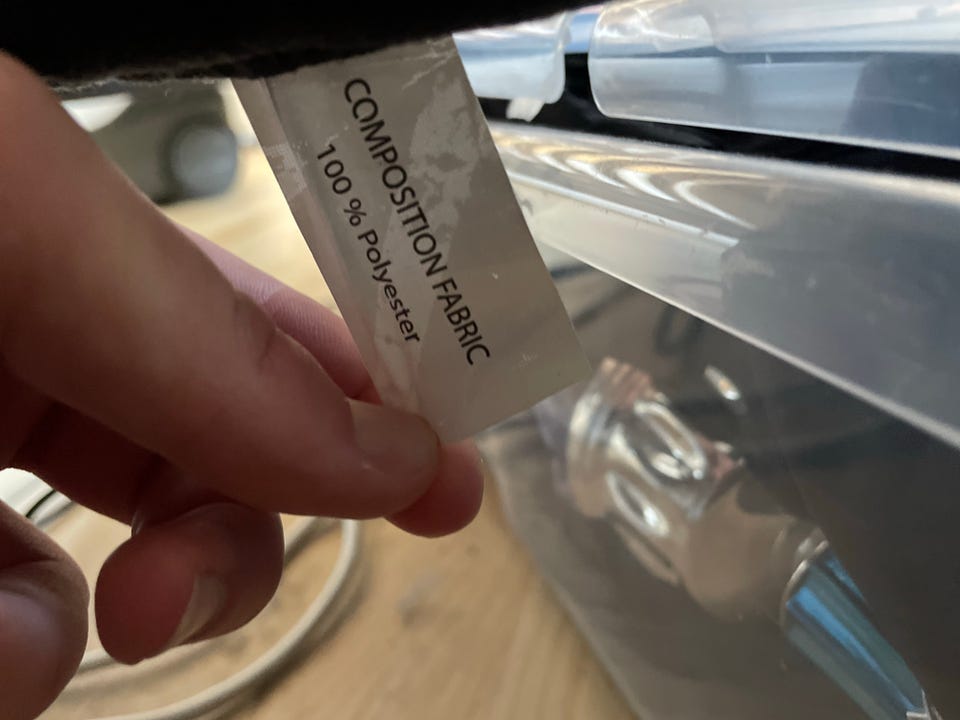 COMPOSITION FABRIC
100 % Polyester